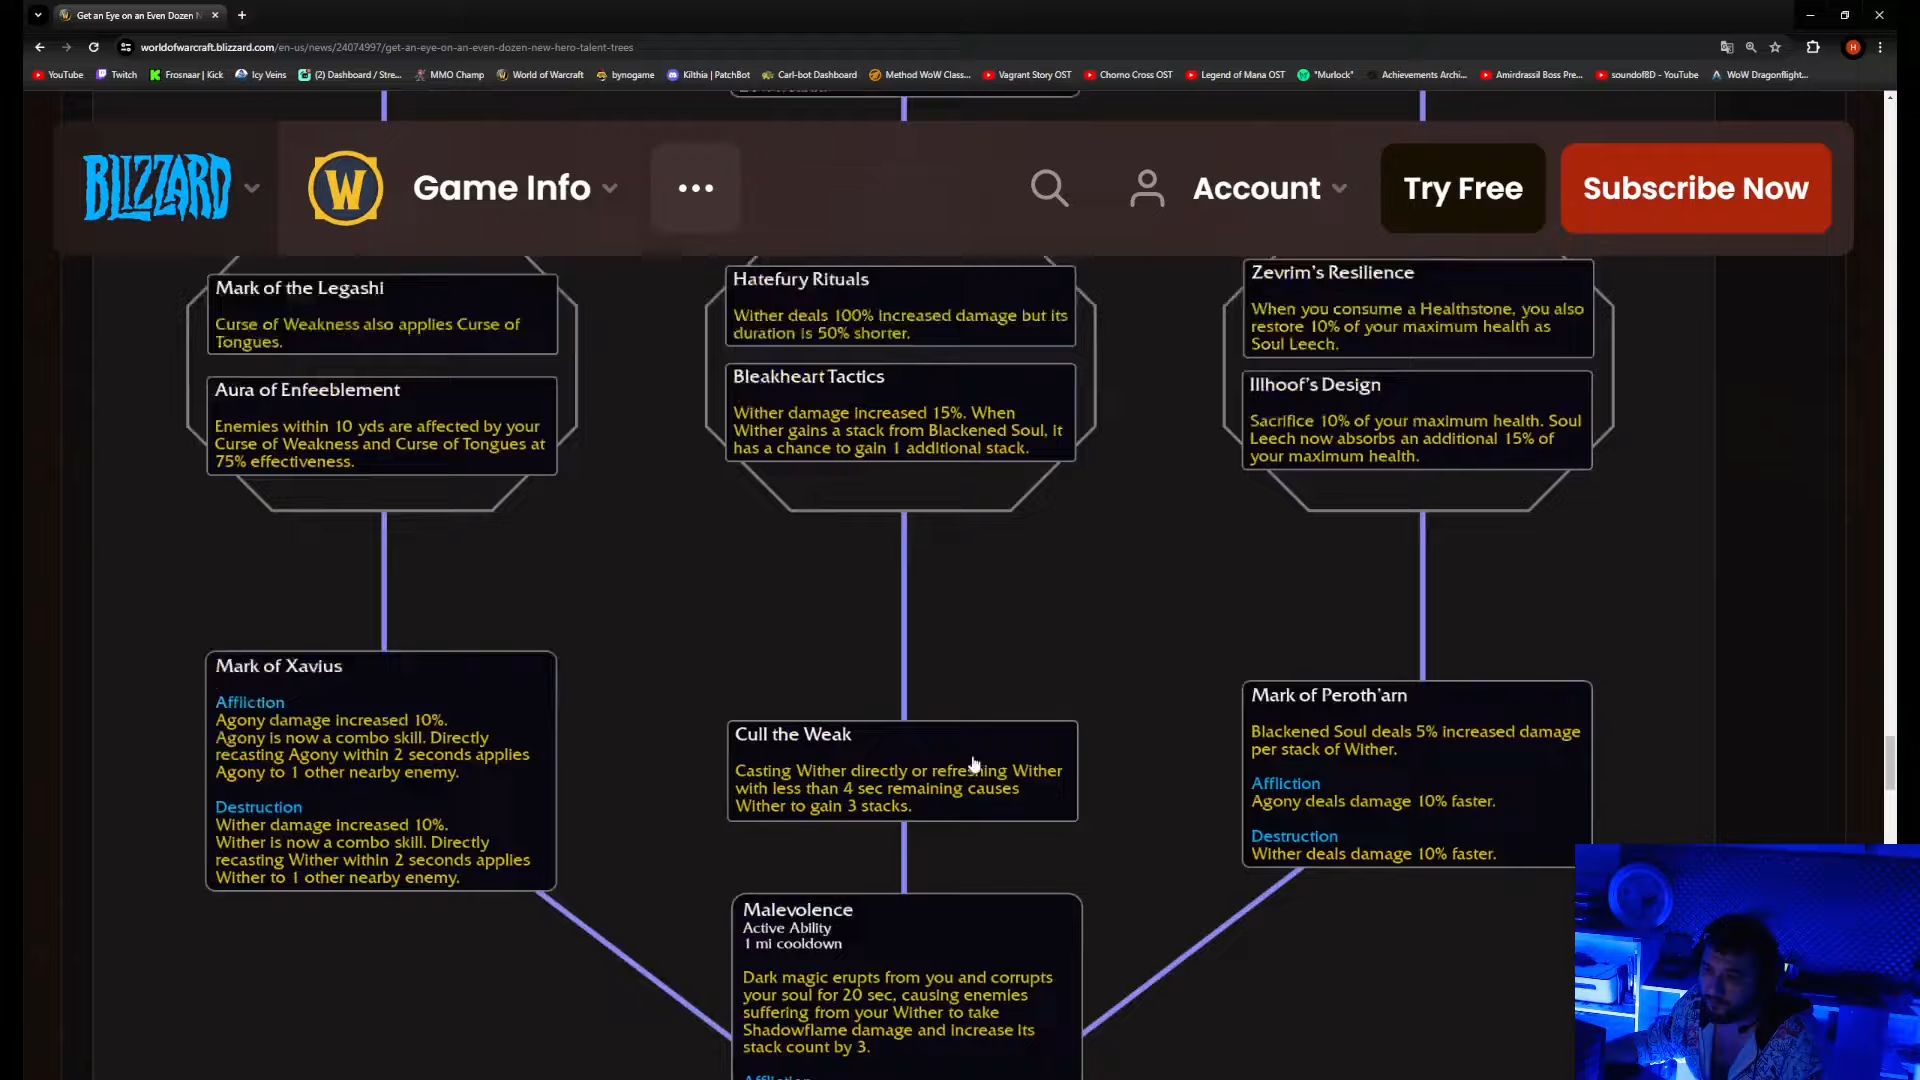 Get an Eye on an Even Dozen N
worldofwarcraft.blizzard.com/en-us/news/24074997/get-an-eye-on-an-even-dozen-new-hero-talent-trees
YouTube
Twitch
Frosnaar | Kick
Icy Veins
(2) Dashboard / Stre...
MMO Champ
World of Warcraft
bynogame
Kilthia | PatchBot
Carl-bot Dashboard
Method WoW Class...
Vagrant Story OST
Chorno Cross OST
Legend of Mana OST
"Murlock"
Achievements Archi...
Amirdrassil Boss Pre...
soundof8D - YouTube
WoW Dragonflight...
BLIZZARD
W
Game Info
Account
Try Free
Subscribe Now
Mark of the Legashi
Curse of Weakness also applies Curse of
Tongues.
Aura of Enfeeblement
Enemies within 10 yds are affected by your
Curse of Weakness and Curse of Tongues at
75% effectiveness.
Hatefury Rituals
Wither deals 100% increased damage but its
duration is 50% shorter.
Bleakheart Tactics
Wither damage increased 15%. When
Wither gains a stack from Blackened Soul, it
has a chance to gain 1 additional stack.
Zevrim's Resilience
When you consume a Healthstone, you also
restore 10% of your maximum health as
Soul Leech.
Illhoof's Design
Sacrifice 10% of your maximum health. Soul
Leech now absorbs an additional 15% of
your maximum health.
Mark of Xavius
Affliction
Agony damage increased 10%.
Agony is now a combo skill. Directly
recasting Agony within 2 seconds applies
Agony to 1 other nearby enemy.
Destruction
Wither damage increased 10%.
Wither is now a combo skill. Directly
recasting Wither within 2 seconds applies
Wither to 1 other nearby enemy.
Cull the Weak
Casting Wither directly or refreshing Wither
with less than 4 sec remaining causes
Wither to gain 3 stacks.
Mark of Peroth'arn
Blackened Soul deals 5% increased damage
per stack of Wither.
Affliction
Agony deals damage 10% faster.
Destruction
Wither deals damage 10% faster.
Malevolence
Active Ability
1 mi cooldown
Dark magic erupts from you and corrupts
your soul for 20 sec, causing enemies
suffering from your Wither to take
Shadowflame damage and increase its
stack count by 3.